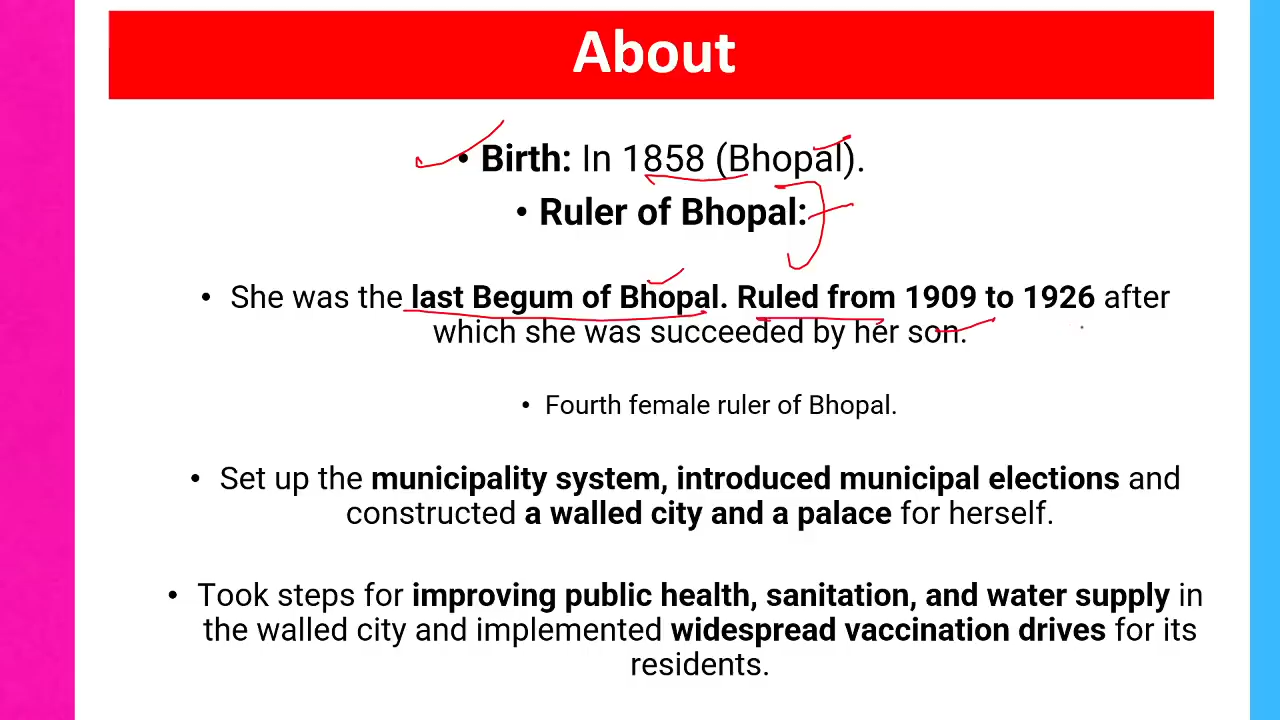 About
• Birth: In 1858 (Bhopal).
• Ruler of Bhopal:
• She was the last Begum of Bhopal. Ruled from 1909 to 1926 after
which she was succeeded by her son.
• Fourth female ruler of Bhopal.
• Set up the municipality system, introduced municipal elections and
constructed a walled city and a palace for herself.
• Took steps for improving public health, sanitation, and water supply in
the walled city and implemented widespread vaccination drives for its
residents.